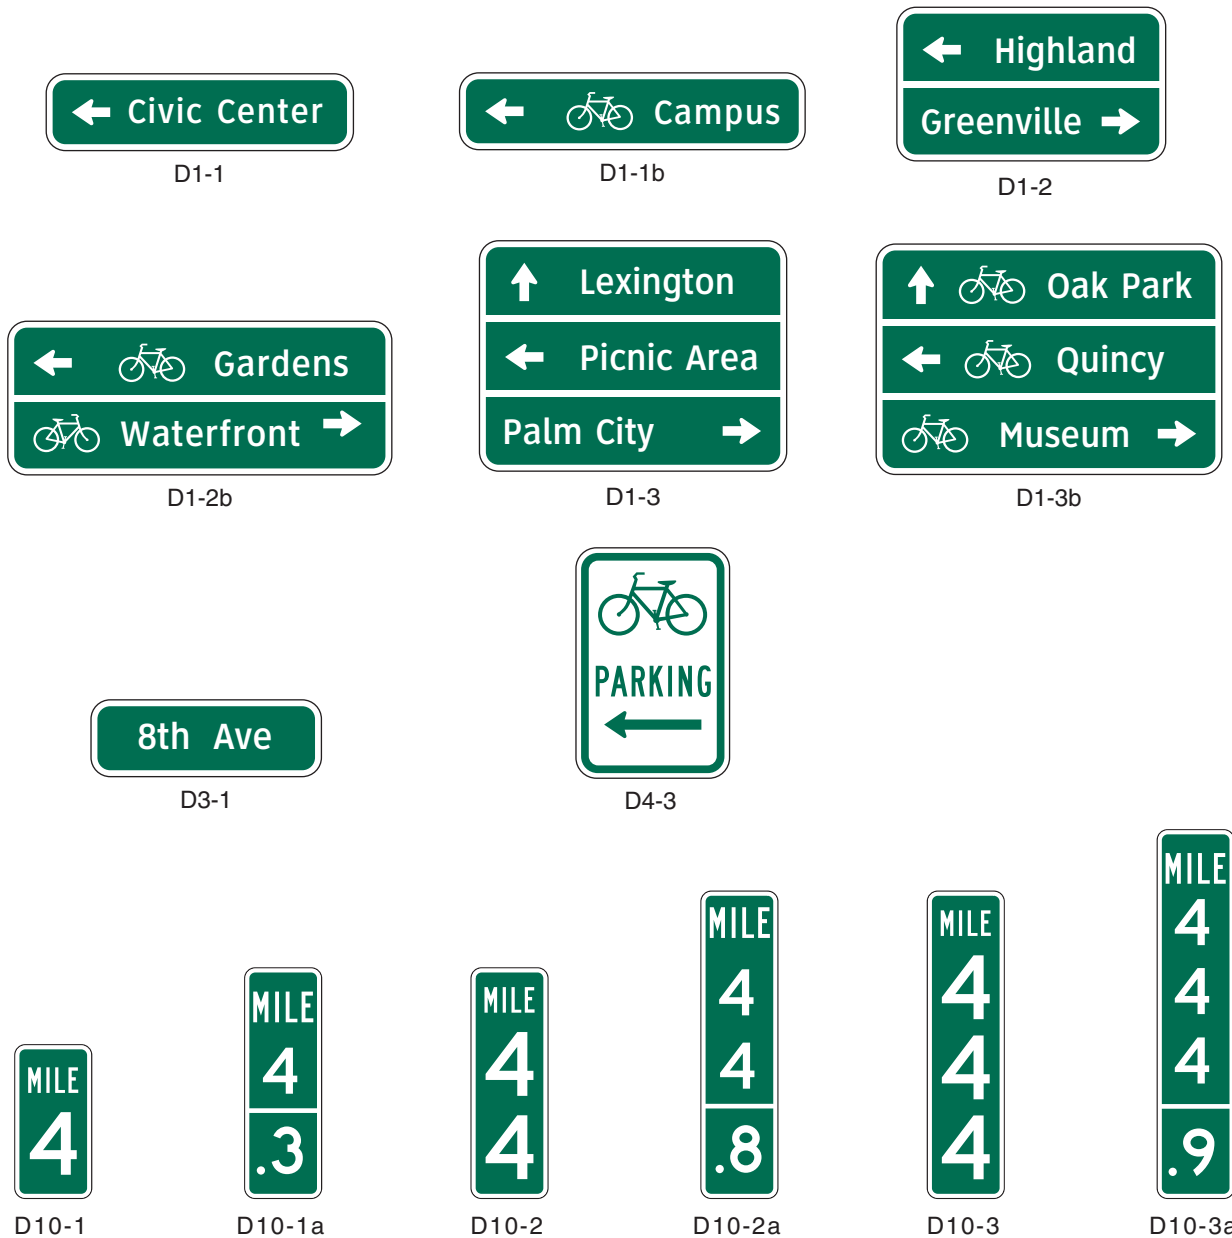 Civic Center
D1-1
Campus
D1-1b
Highland
Greenville
D1-2
Gardens
Waterfront
D1-2b
Lexington
Picnic Area
Palm City
D1-3
Oak Park
Quincy
Museum
D1-3b
8th Ave
D3-1
PARKING
D4-3
MILE
4
D10-1
MILE
4
.3
D10-1a
MILE
4
4
D10-2
MILE
4
4
.8
D10-2a
MILE
4
4
4
D10-3
MILE
4
4
4
.9
D10-3a